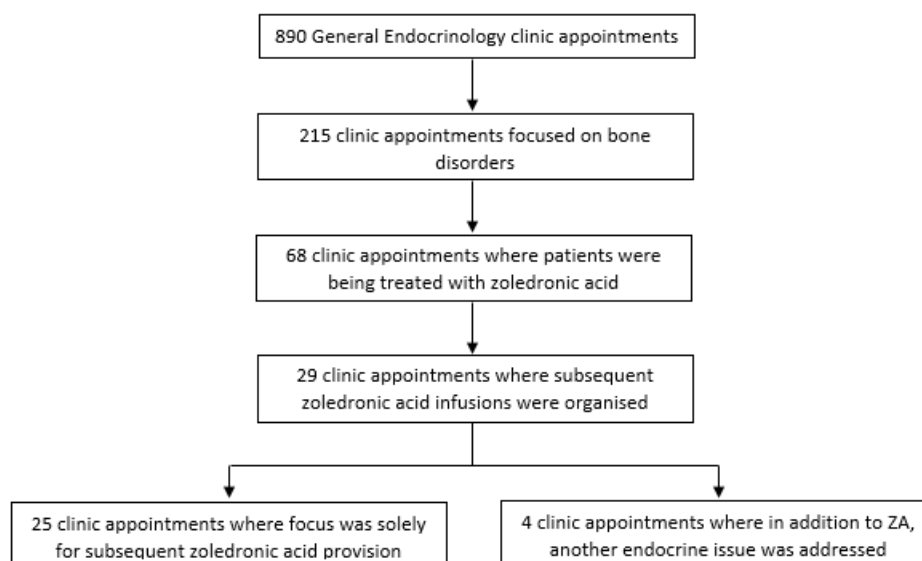 890 General Endocrinology clinic appointments
215 clinic appointments focused on bone
disorders
68 clinic appointments where patients were
being treated with zoledronic acid
29 clinic appointments where subsequent
zoledronic acid infusions were organised
25 clinic appointments where focus was solely
for subsequent zoledronic acid provision
4 clinic appointments where in addition to ZA,
another endocrine issue was addressed